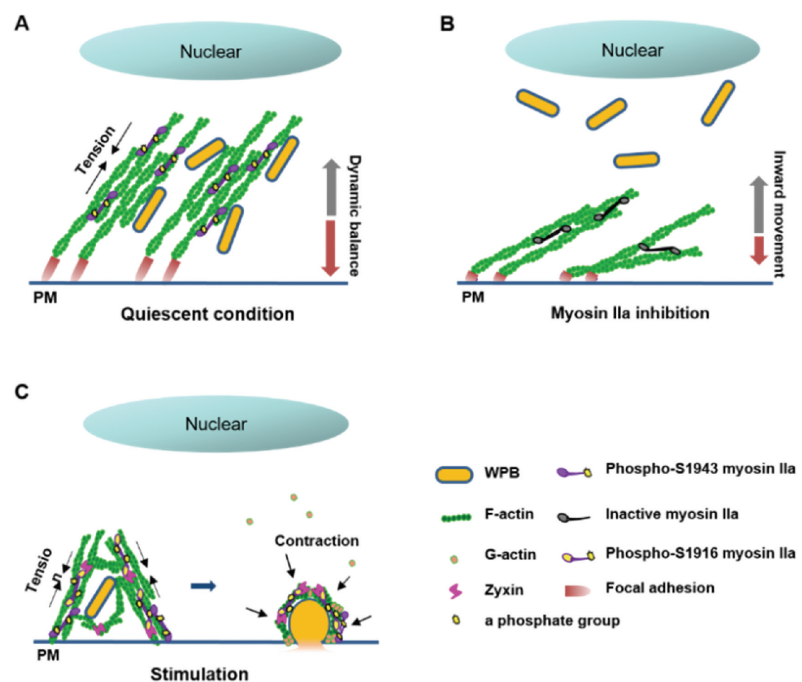 A
Nuclear
Tension
Dynamic balance
PM
Quiescent condition
B
Nuclear
Inward movement
PM
Myosin IIa inhibition
C
Nuclear
Tensio
n
Contraction
PM
Stimulation
WPB
Phospho-S1943 myosin IIa
F-actin
Inactive myosin IIa
G-actin
Phospho-S1916 myosin IIa
Zyxin
Focal adhesion
a phosphate group